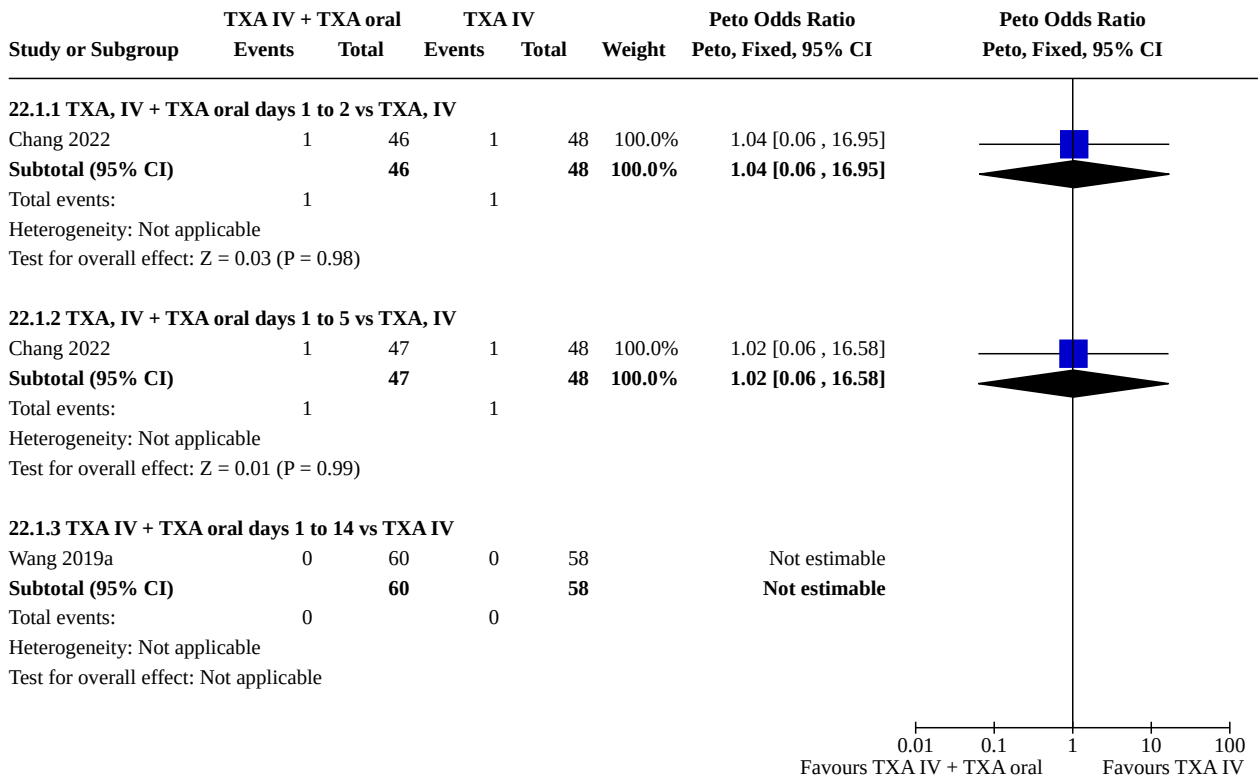 TXA IV + TXA oral TXA IV Peto Odds Ratio Peto Odds Ratio
Study or Subgroup Events Total Events Total Weight Peto, Fixed, 95% CI Peto, Fixed, 95% CI
22.1.1 TXA, IV + TXA oral days 1 to 2 vs TXA, IV
Chang 2022 1 46 1 48 100.0% 1.04 [0.06 , 16.95]
Subtotal (95% CI) 46 48 100.0% 1.04 [0.06 , 16.95]
Total events: 1 1
Heterogeneity: Not applicable
Test for overall effect: Z = 0.03 (P = 0.98)
22.1.2 TXA, IV + TXA oral days 1 to 5 vs TXA, IV
Chang 2022 1 47 1 48 100.0% 1.02 [0.06 , 16.58]
Subtotal (95% CI) 47 48 100.0% 1.02 [0.06 , 16.58]
Total events: 1 1
Heterogeneity: Not applicable
Test for overall effect: Z = 0.01 (P = 0.99)
22.1.3 TXA IV + TXA oral days 1 to 14 vs TXA IV
Wang 2019a 0 60 0 58 Not estimable
Subtotal (95% CI) 60 58 Not estimable
Total events: 0 0
Heterogeneity: Not applicable
Test for overall effect: Not applicable
0.01 0.1 1 10 100
Favours TXA IV + TXA oral Favours TXA IV